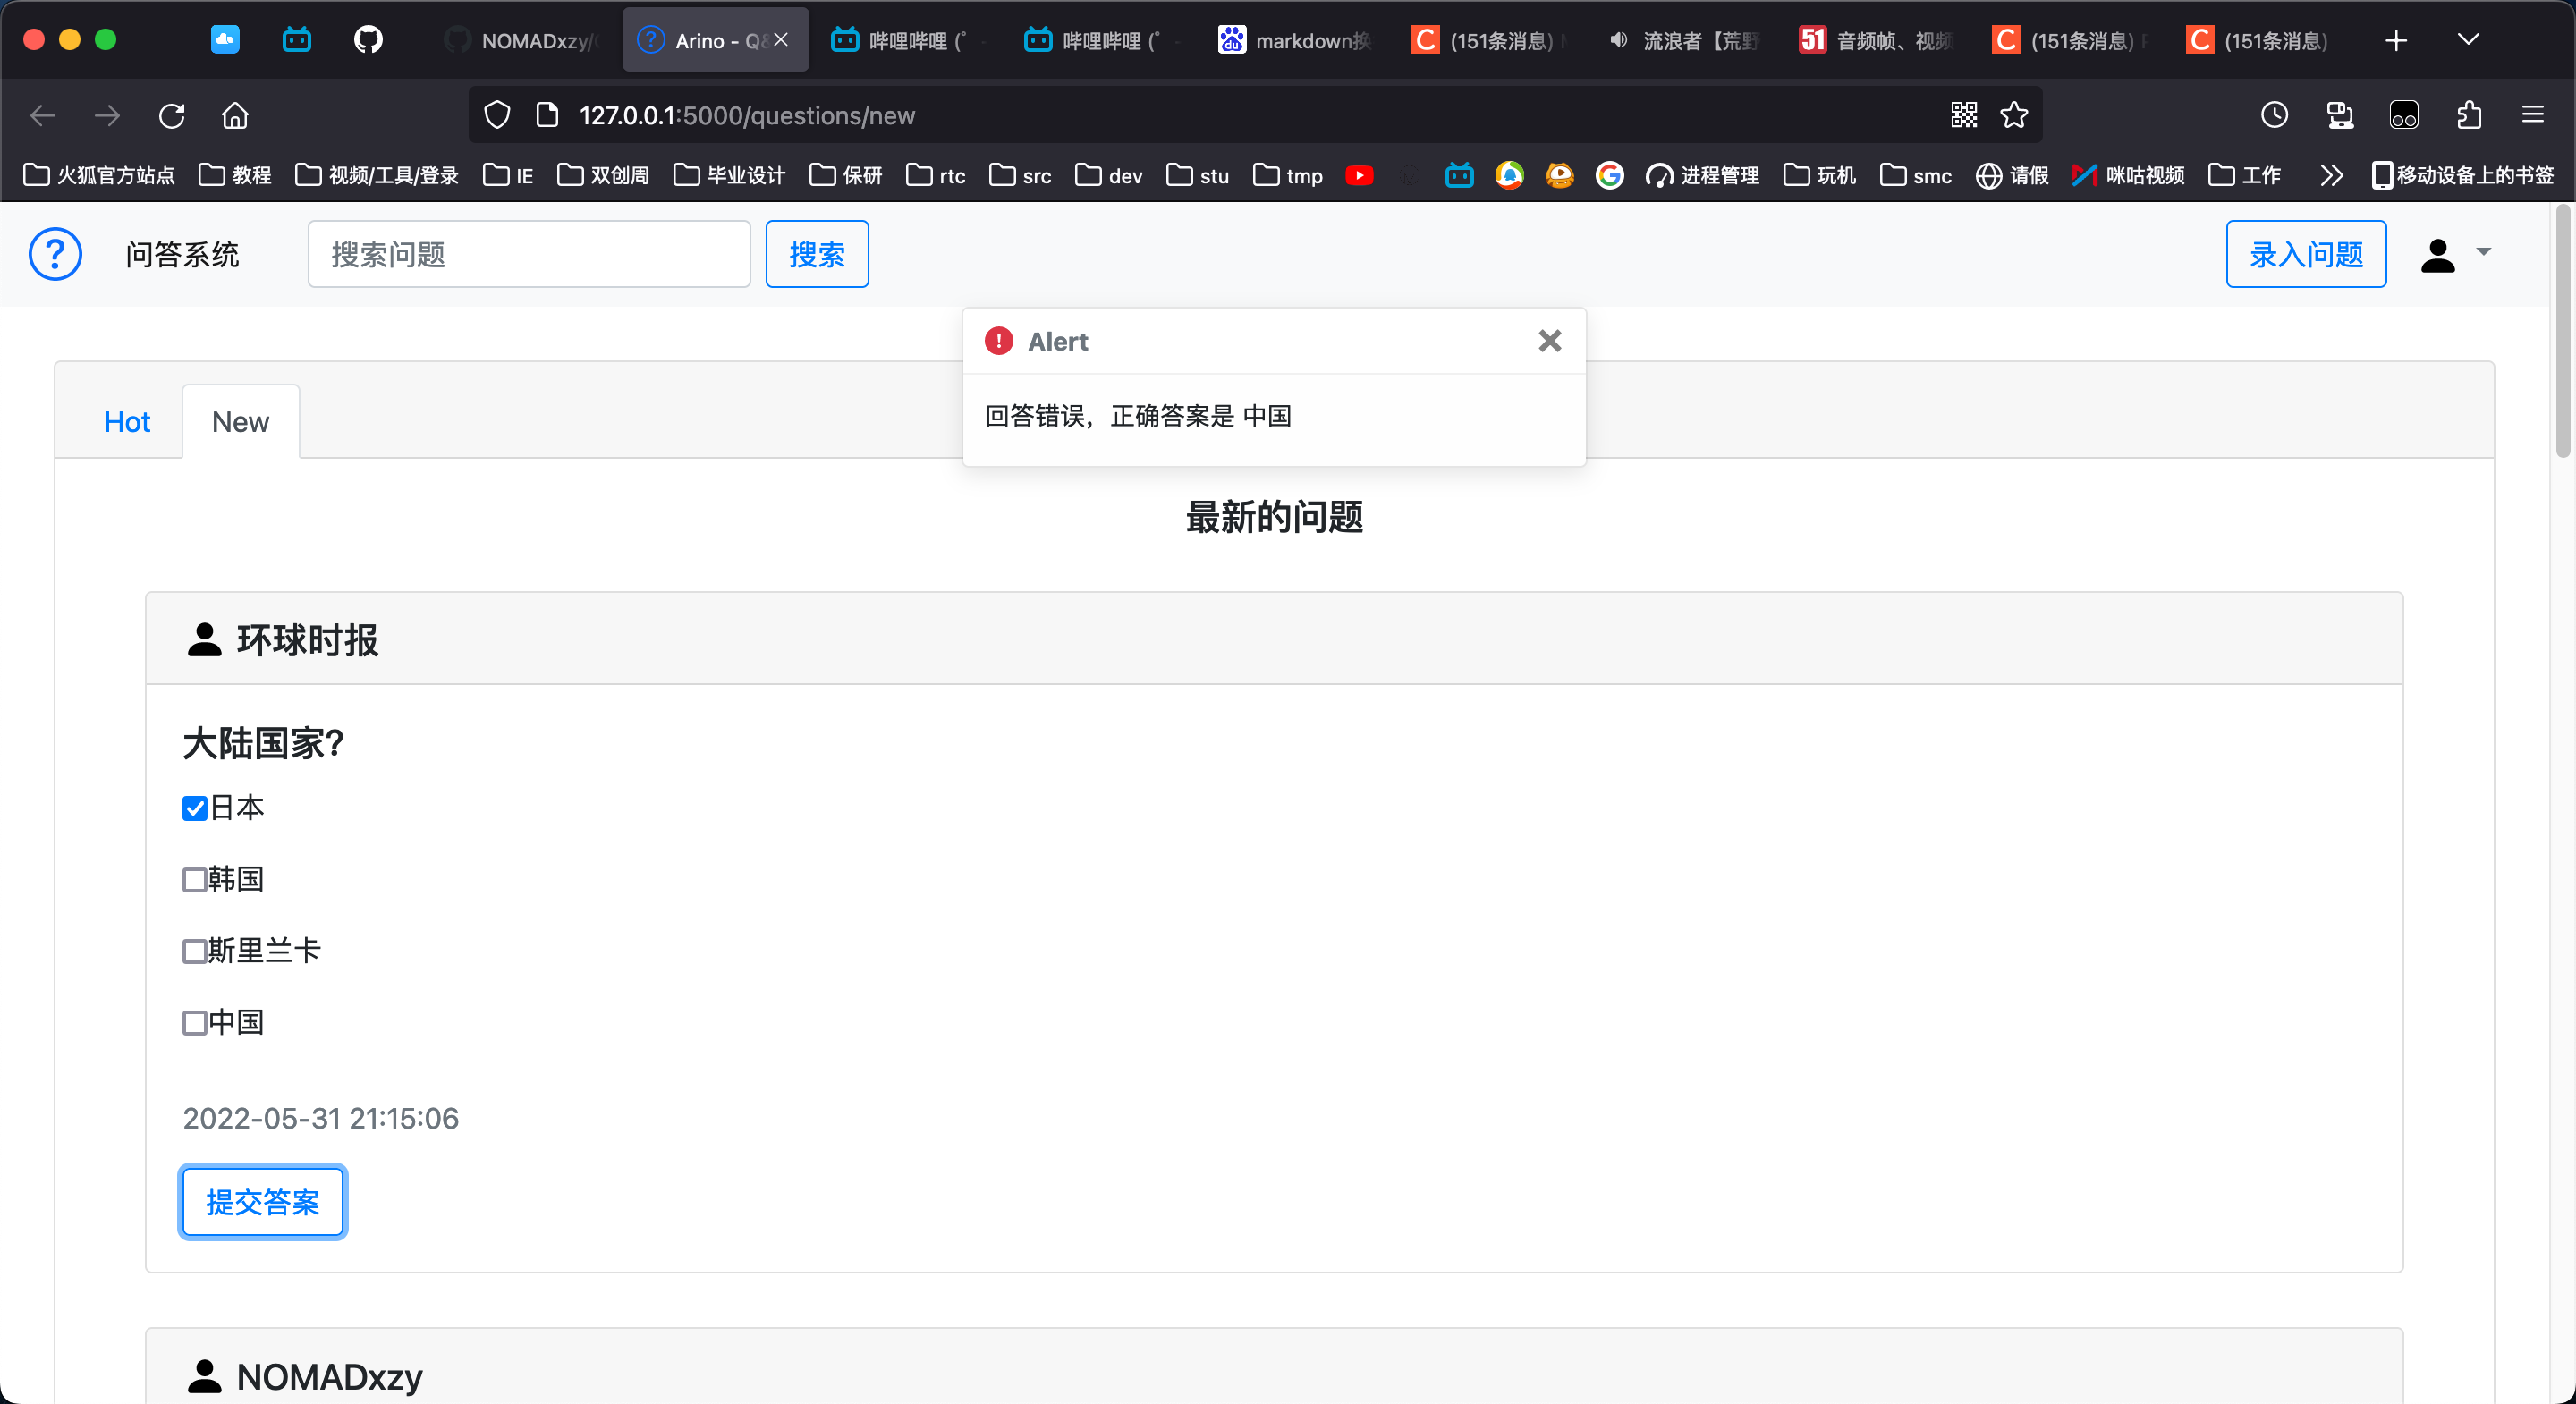 NOMADxzy/
Arino - Q&
哔哩哔哩 (゜
哔哩哔哩 (゜
du
markdown换
C
(151条消息)
流浪者【荒野
51
音频帧、视频
C
(151条消息)
C
(151条消息)
127.0.0.1:5000/questions/new
火狐官方站点
教程
视频/工具/登录
IE
双创周
毕业设计
保研
rtc
src
dev
stu
tmp
进程管理
玩机
smc
请假
咪咕视频
工作
移动设备上的书签
问答系统
搜索问题
搜索
录入问题
Alert
回答错误，正确答案是 中国
Hot
New
最新的问题
环球时报
大陆国家?
日本
韩国
斯里兰卡
中国
2022-05-31 21:15:06
提交答案
NOMADxzy